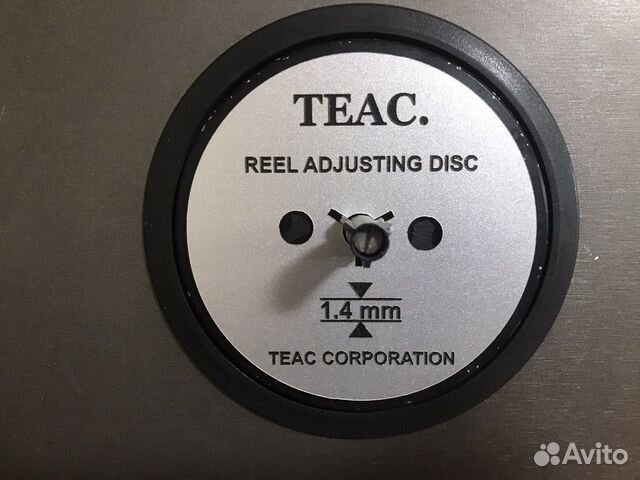 TEAC.
REEL ADJUSTING DISC
1.4 mm
TEAC CORPORATION
Avito